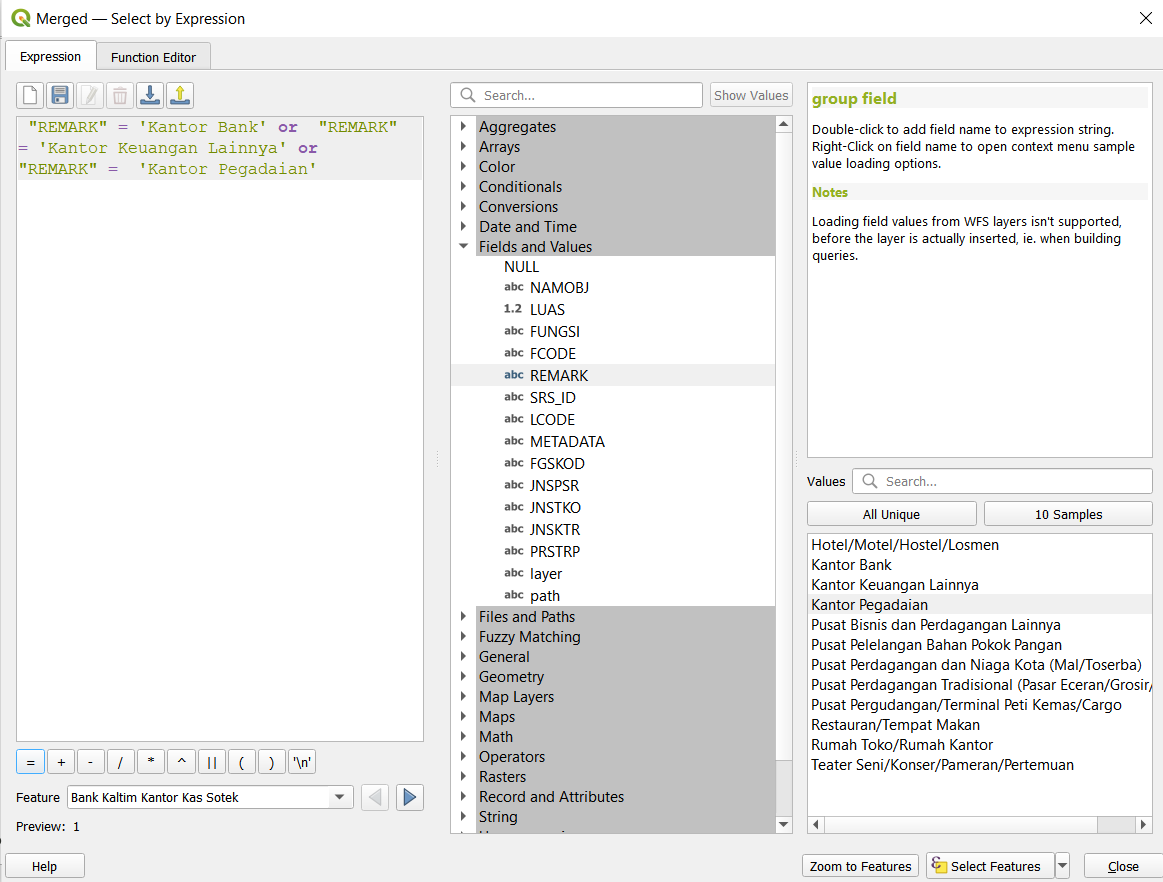 Merged — Select by Expression
Expression
Function Editor
"REMARK" = 'Kantor Bank' or "REMARK"
= 'Kantor Keuangan Lainnya' or
"REMARK" = 'Kantor Pegadaian'
= + - / * ^ || ( ) '\n'
Feature Bank Kaltim Kantor Kas Sotek
Preview: 1
Help
Search...
Show Values
Aggregates
Arrays
Color
Conditionals
Conversions
Date and Time
Fields and Values
NULL
abc NAMOBJ
1.2 LUAS
abc FUNGSI
abc FCODE
abc REMARK
abc SRS_ID
abc LCODE
abc METADATA
abc FGSKOD
abc JNSPSR
abc JNSTKO
abc JNSKTR
abc PRSTRP
abc layer
abc path
Files and Paths
Fuzzy Matching
General
Geometry
Map Layers
Maps
Math
Operators
Rasters
Record and Attributes
String
group field
Double-click to add field name to expression string.
Right-Click on field name to open context menu sample
value loading options.
Notes
Loading field values from WFS layers isn't supported,
before the layer is actually inserted, ie. when building
queries.
Values Search...
All Unique
10 Samples
Hotel/Motel/Hostel/Losmen
Kantor Bank
Kantor Keuangan Lainnya
Kantor Pegadaian
Pusat Bisnis dan Perdagangan Lainnya
Pusat Pelelangan Bahan Pokok Pangan
Pusat Perdagangan dan Niaga Kota (Mal/Toserba)
Pusat Perdagangan Tradisional (Pasar Eceran/Grosir/
Pusat Pergudangan/Terminal Peti Kemas/Cargo
Restauran/Tempat Makan
Rumah Toko/Rumah Kantor
Teater Seni/Konser/Pameran/Pertemuan
Zoom to Features
Select Features
Close